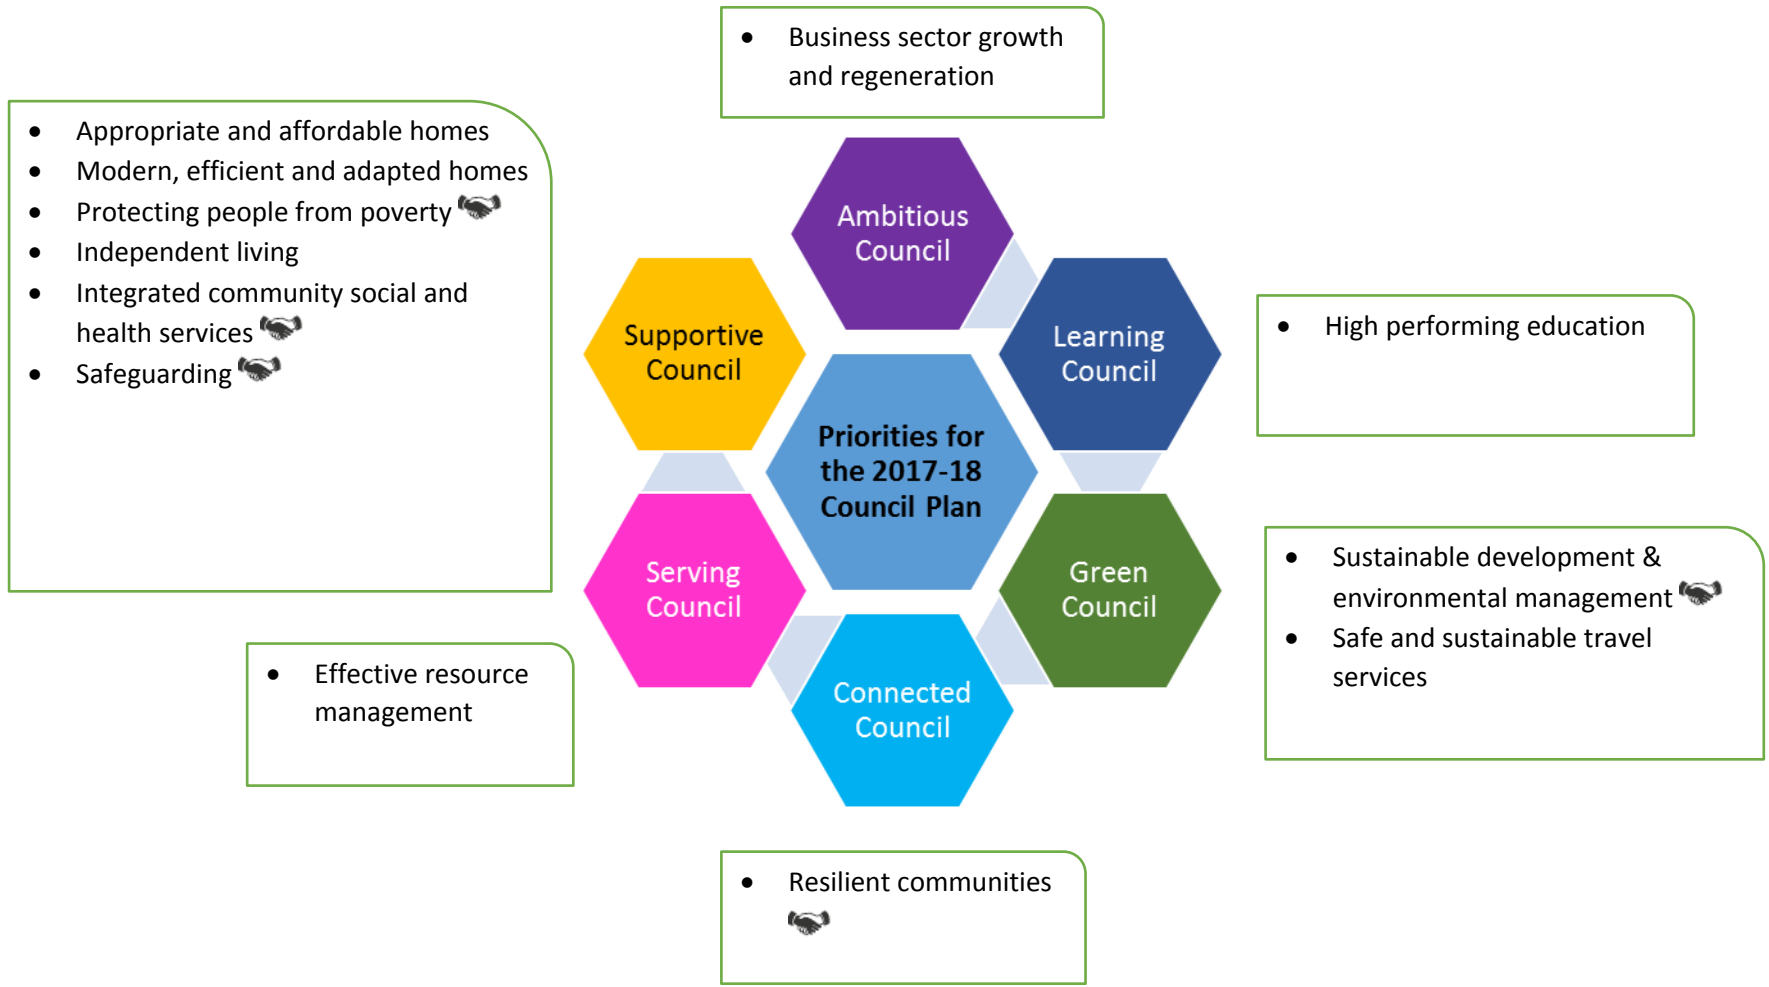 • Business sector growth
and regeneration
• Appropriate and affordable homes
• Modern, efficient and adapted homes
• Protecting people from poverty
• Independent living
• Integrated community social and
health services
• Safeguarding
Ambitious
Council
Supportive
Council
Learning
Council
• High performing education
Priorities for
the 2017-18
Council Plan
Serving
Council
Green
Council
• Sustainable development &
environmental management
• Safe and sustainable travel
services
• Effective resource
management
Connected
Council
• Resilient communities